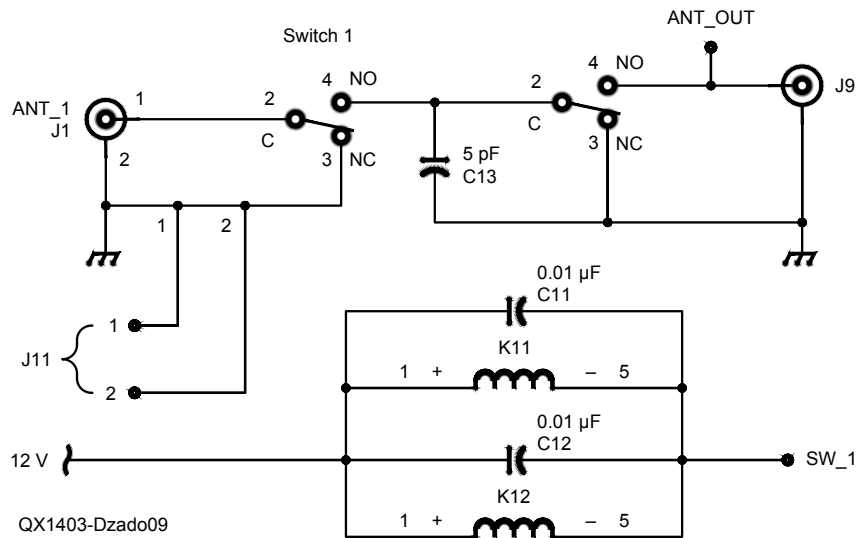 ANT_OUT
Switch 1
4 NO
4 NO
J9
ANT_1
J1
1
2
2
C
3 NC
2
C
3 NC
5 pF
C13
1 2
0.01 µF
C11
J11
1
2
K11
1 + – 5
0.01 µF
C12
12 V
SW_1
K12
1 + – 5
QX1403-Dzado09